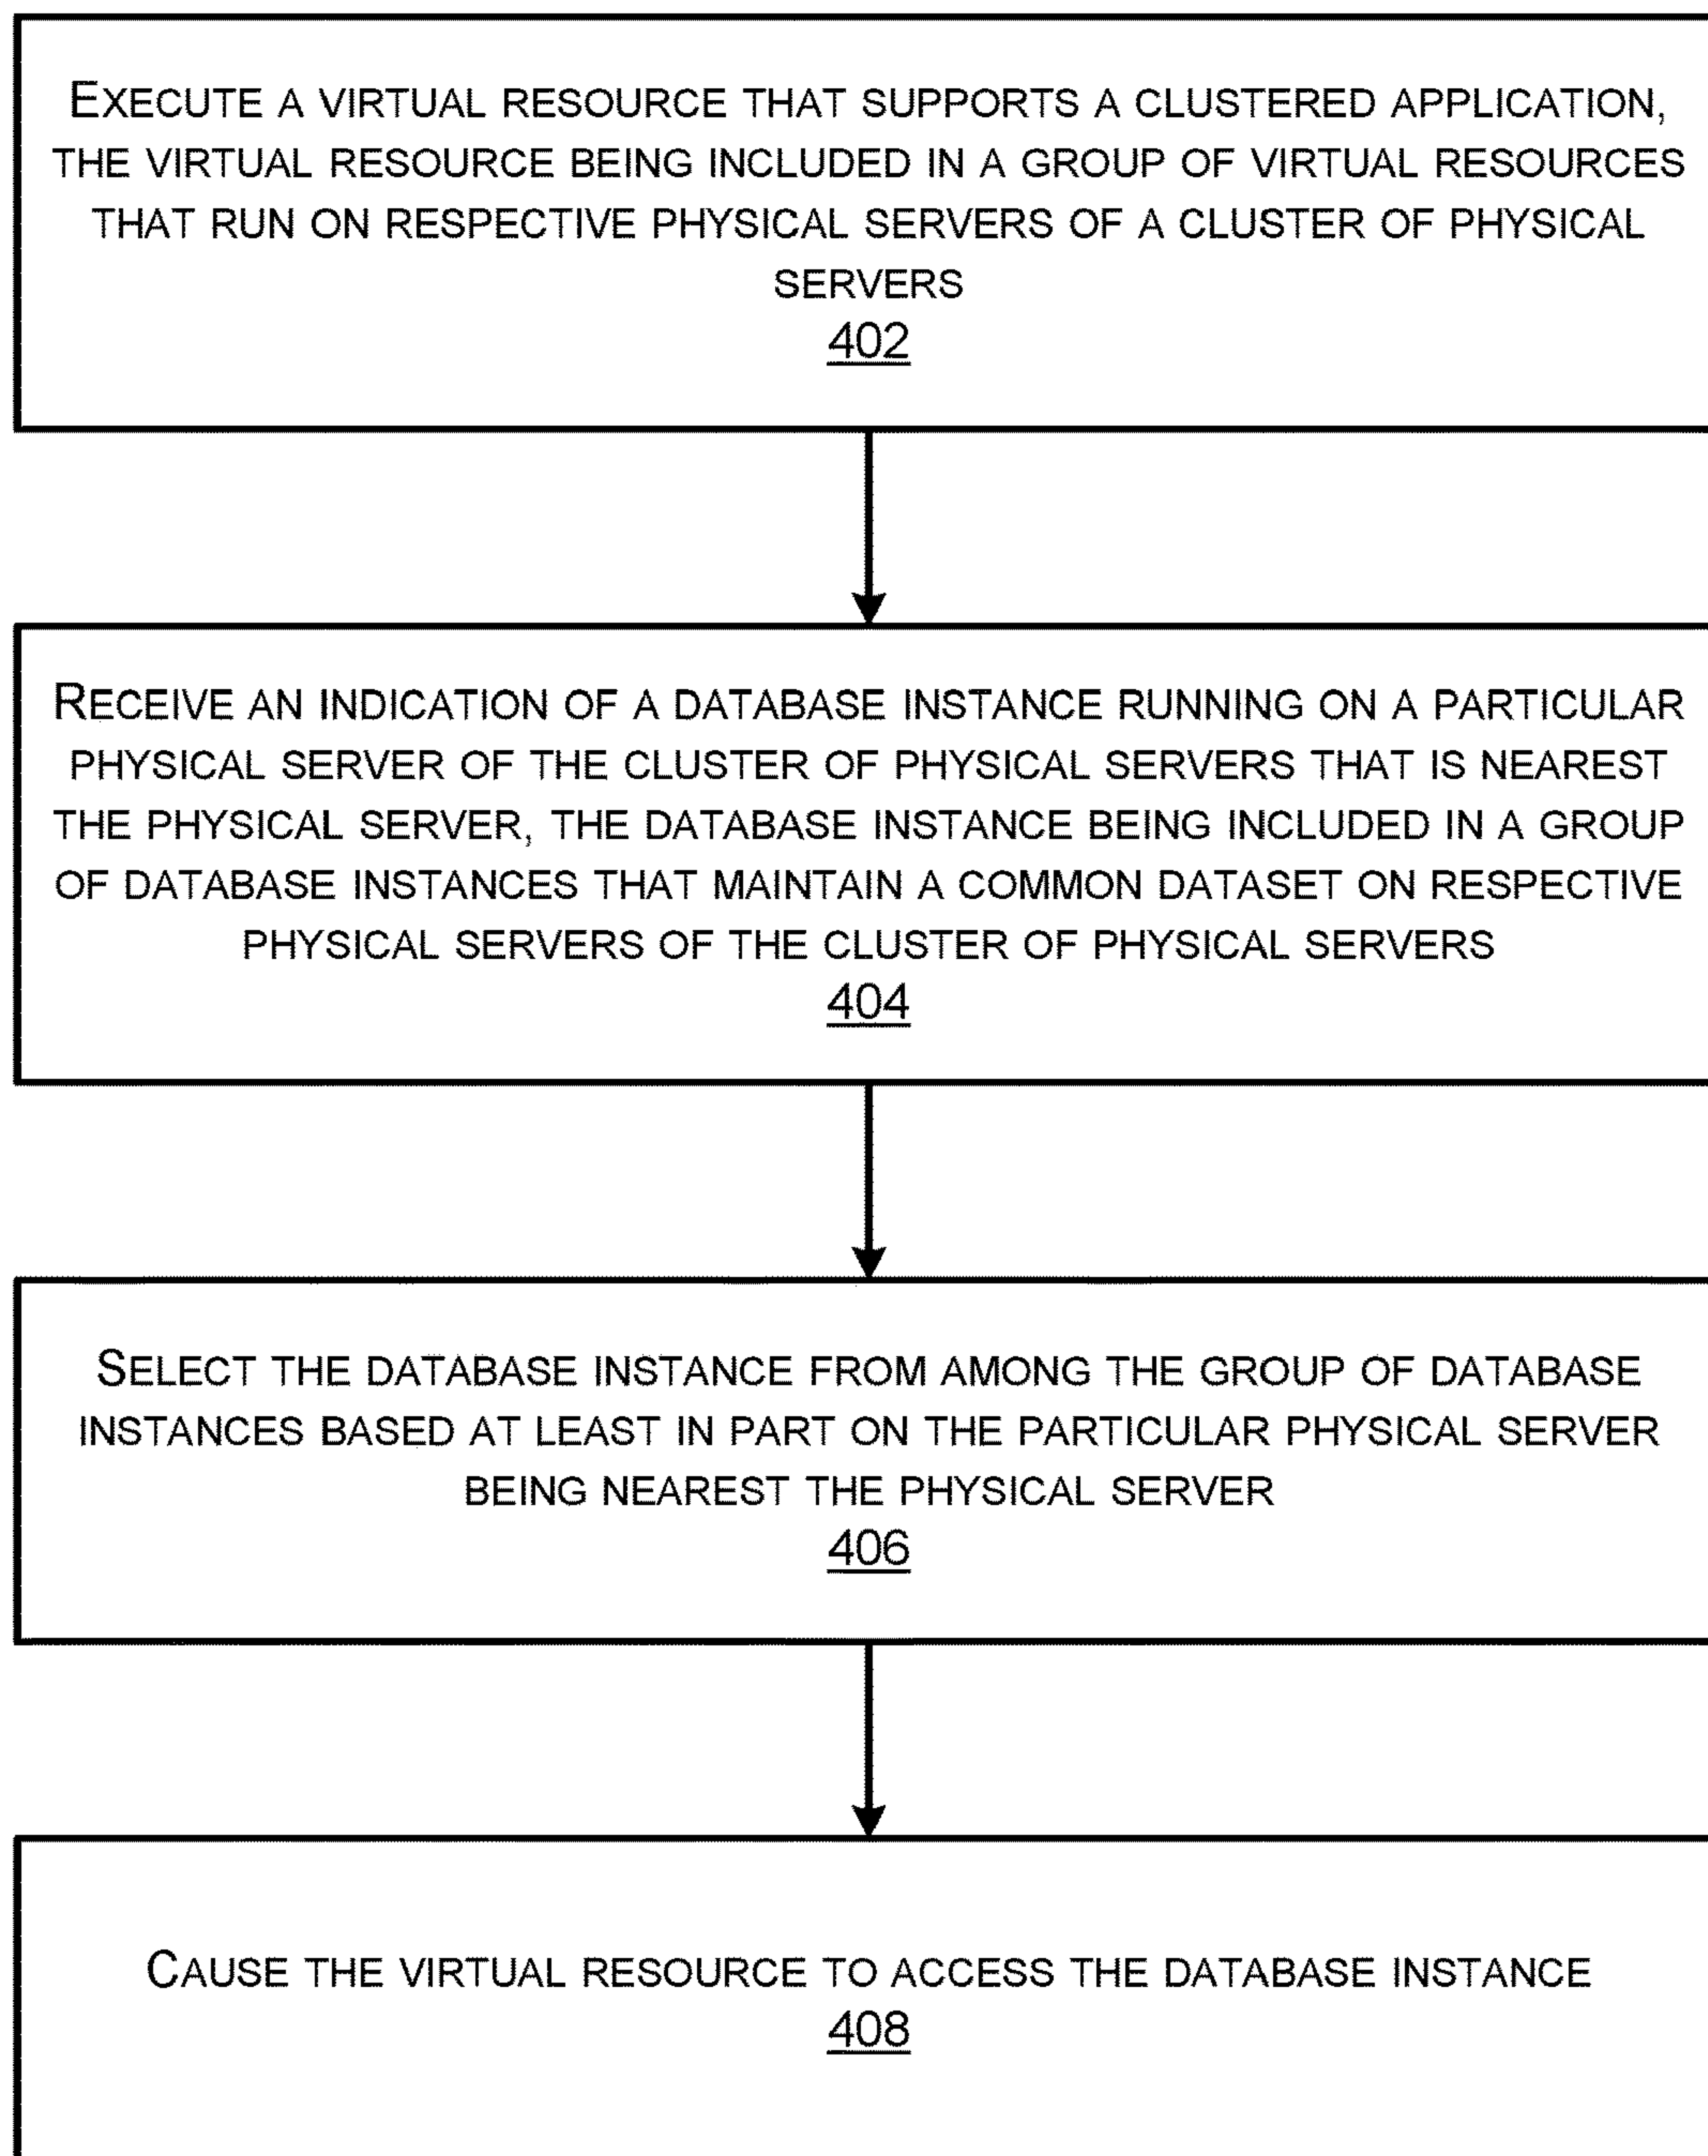 EXECUTE A VIRTUAL RESOURCE THAT SUPPORTS A CLUSTERED APPLICATION,
THE VIRTUAL RESOURCE BEING INCLUDED IN A GROUP OF VIRTUAL RESOURCES
THAT RUN ON RESPECTIVE PHYSICAL SERVERS OF A CLUSTER OF PHYSICAL
SERVERS
402
RECEIVE AN INDICATION OF A DATABASE INSTANCE RUNNING ON A PARTICULAR
PHYSICAL SERVER OF THE CLUSTER OF PHYSICAL SERVERS THAT IS NEAREST
THE PHYSICAL SERVER, THE DATABASE INSTANCE BEING INCLUDED IN A GROUP
OF DATABASE INSTANCES THAT MAINTAIN A COMMON DATASET ON RESPECTIVE
PHYSICAL SERVERS OF THE CLUSTER OF PHYSICAL SERVERS
404
SELECT THE DATABASE INSTANCE FROM AMONG THE GROUP OF DATABASE
INSTANCES BASED AT LEAST IN PART ON THE PARTICULAR PHYSICAL SERVER
BEING NEAREST THE PHYSICAL SERVER
406
CAUSE THE VIRTUAL RESOURCE TO ACCESS THE DATABASE INSTANCE
408